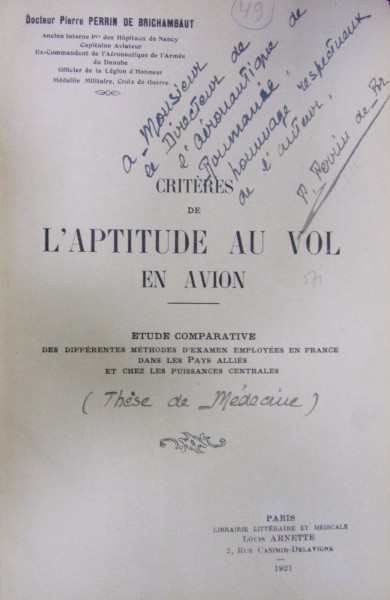 Docteur Pierre PERRIN DE BRICHAMBAUT
Ancien Interne Pre des Hôpitaux de Nancy
Capitaine Aviateur
Ex-Commandant de l'Aéronautique de l'Armée
du Danube
Officier de la Légion d'Honneur
Médaille Militaire, Croix de Guerre
49
a Monsieur
le Directeur de
l'aéronautique de
Roumanie,
hommage respectueux
de l'auteur,
P. Perrin de Br
CRITÈRES
DE
L'APTITUDE AU VOL
EN AVION
ETUDE COMPARATIVE
DES DIFFÉRENTES MÉTHODES D'EXAMEN EMPLOYÉES EN FRANCE
DANS LES PAYS ALLIÉS
ET CHEZ LES PUISSANCES CENTRALES
(Thèse de Médecine)
PARIS
LIBRAIRIE LITTÉRAIRE ET MÉDICALE
LOUIS ARNETTE
2, RUE CASIMIR-DELAVIGNE
1921